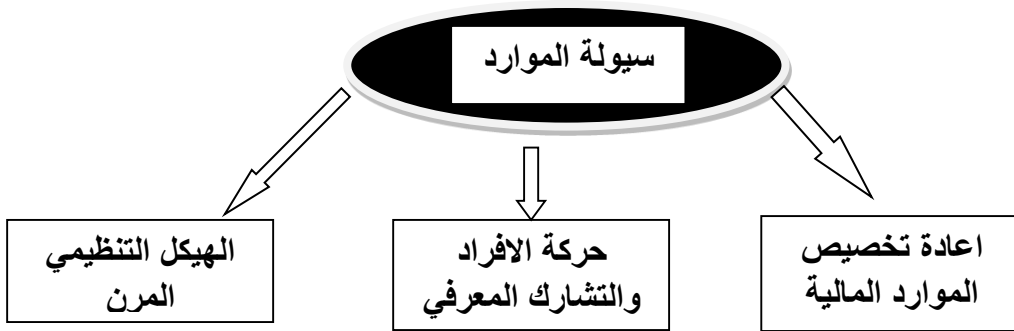 سيولة الموارد
اعادة تخصيص
الموارد المالية
حركة الافراد
والتشارك المعرفي
الهيكل التنظيمي
المرن